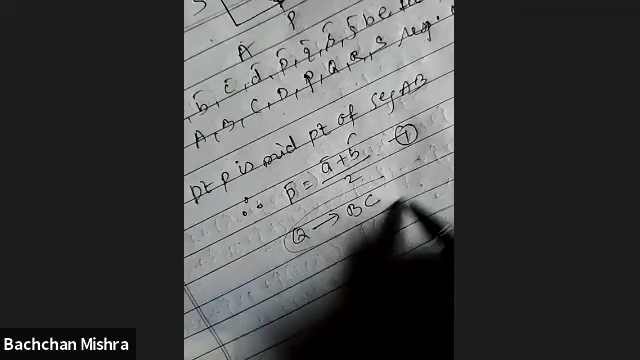 S
A P
b̄, c̄, d̄, p̄, q̄, r̄, s̄ be
A, B, C, D, P, Q, R, S resp.
pt P is mid pt of seg AB
∴ p̄ = ā + b̄ / 2 - ①
Q → BC
Bachchan Mishra